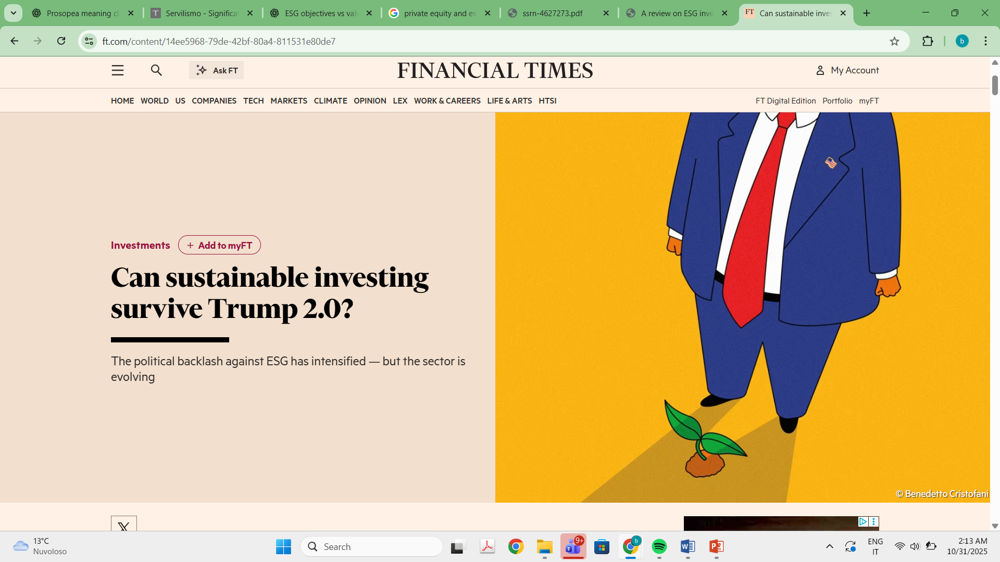 Prosopea meaning cl
Servilismo - Significat
ESG objectives vs valu
private equity and es
ssrn-4627273.pdf
A review on ESG inve
FT
Can sustainable inves
ft.com/content/14ee5968-79de-42bf-80a4-811531e80de7
b
Ask FT
FINANCIAL TIMES
My Account
HOME WORLD US COMPANIES TECH MARKETS CLIMATE OPINION LEX WORK & CAREERS LIFE & ARTS HTSI
FT Digital Edition Portfolio myFT
Investments
+ Add to myFT
Can sustainable investing
survive Trump 2.0?
The political backlash against ESG has intensified — but the sector is
evolving
© Benedetto Cristofani
13°C
Nuvoloso
Search
9+
b
ENG
IT
2:13 AM
10/31/2025